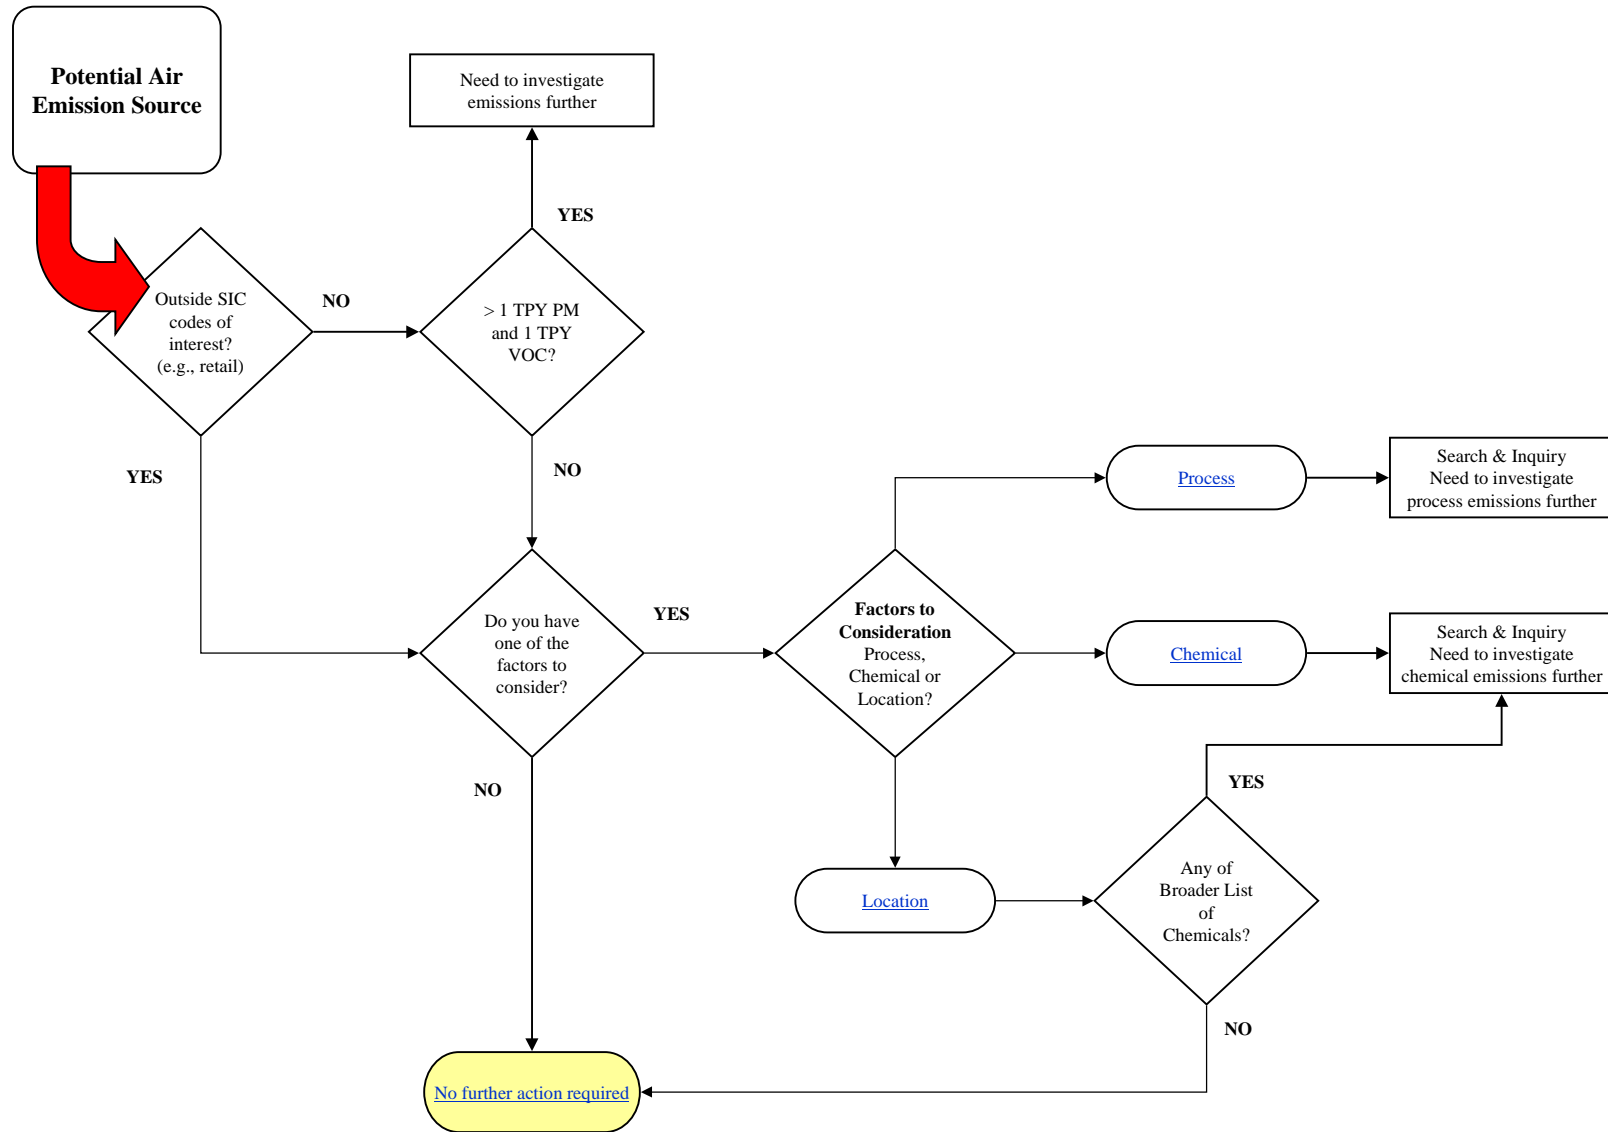 Potential Air
Emission Source
Need to investigate
emissions further
YES
Outside SIC
codes of
interest?
(e.g., retail)
NO
> 1 TPY PM
and 1 TPY
VOC?
YES
NO
Process
Search & Inquiry
Need to investigate
process emissions further
Do you have
one of the
factors to
consider?
YES
Factors to
Consideration
Process,
Chemical or
Location?
Chemical
Search & Inquiry
Need to investigate
chemical emissions further
NO
YES
Location
Any of
Broader List
of
Chemicals?
NO
No further action required